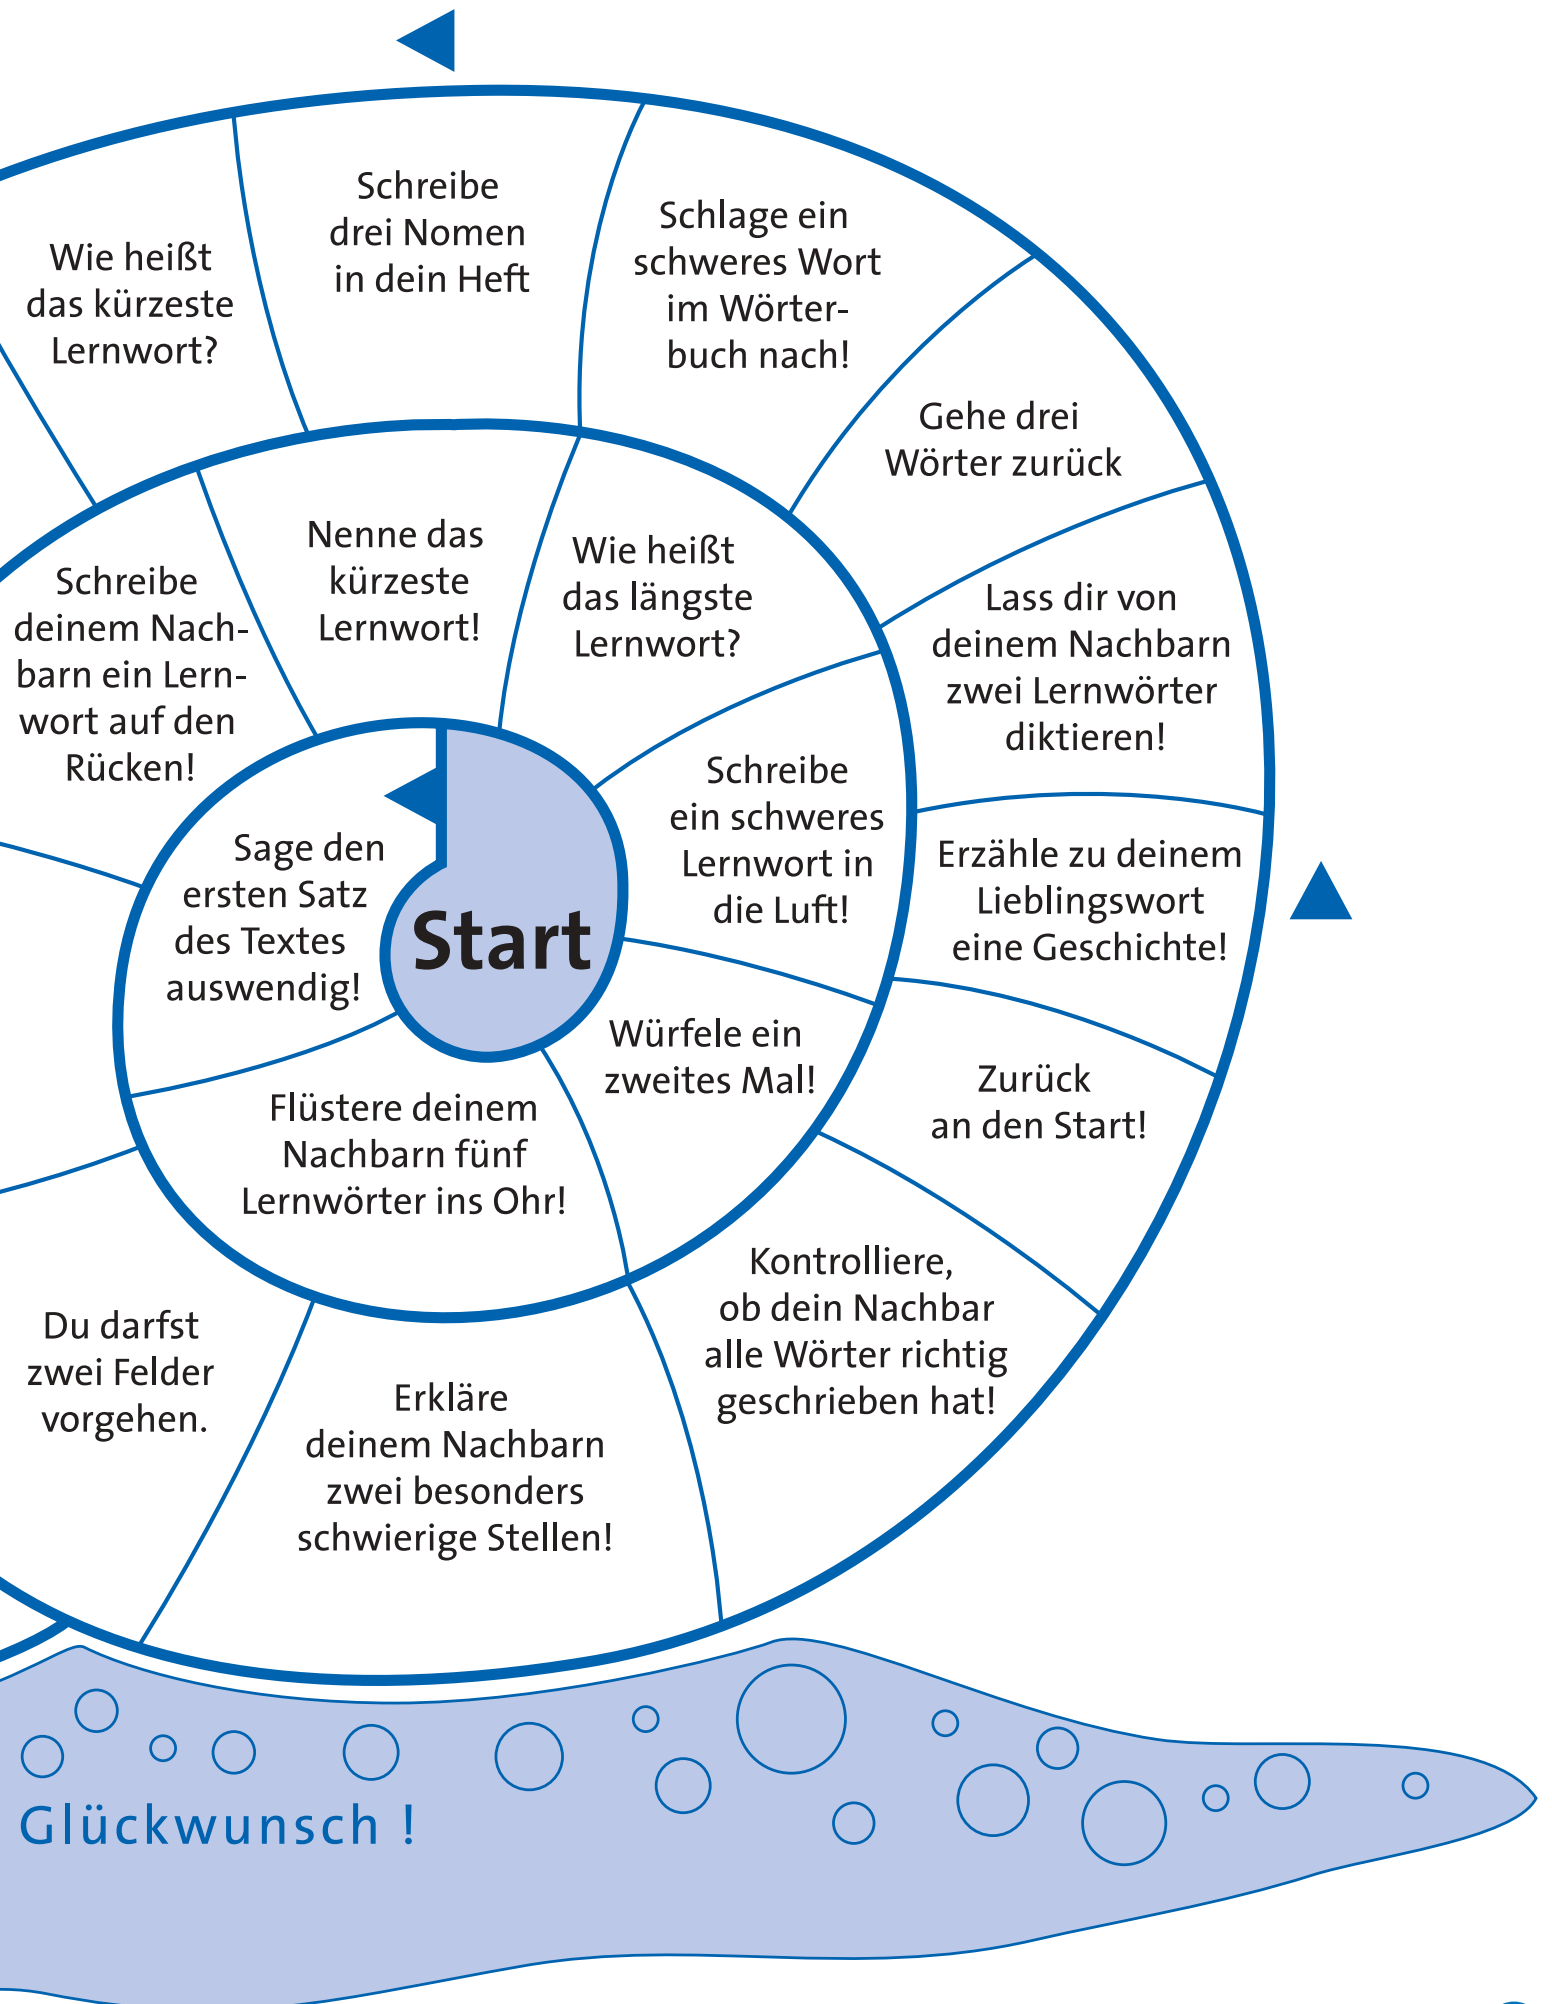 Schreibe
drei Nomen
in dein Heft
Schlage ein
schweres Wort
im Wörter-
buch nach!
Wie heißt
das kürzeste
Lernwort?
Gehe drei
Wörter zurück
Nenne das
kürzeste
Lernwort!
Wie heißt
das längste
Lernwort?
Schreibe
deinem Nach-
barn ein Lern-
wort auf den
Rücken!
Lass dir von
deinem Nachbarn
zwei Lernwörter
diktieren!
Schreibe
ein schweres
Lernwort in
die Luft!
Sage den
ersten Satz
des Textes
auswendig!
Start
Erzähle zu deinem
Lieblingswort
eine Geschichte!
Würfele ein
zweites Mal!
Zurück
an den Start!
Flüstere deinem
Nachbarn fünf
Lernwörter ins Ohr!
Kontrolliere,
ob dein Nachbar
alle Wörter richtig
geschrieben hat!
Du darfst
zwei Felder
vorgehen.
Erkläre
deinem Nachbarn
zwei besonders
schwierige Stellen!
Glückwunsch !